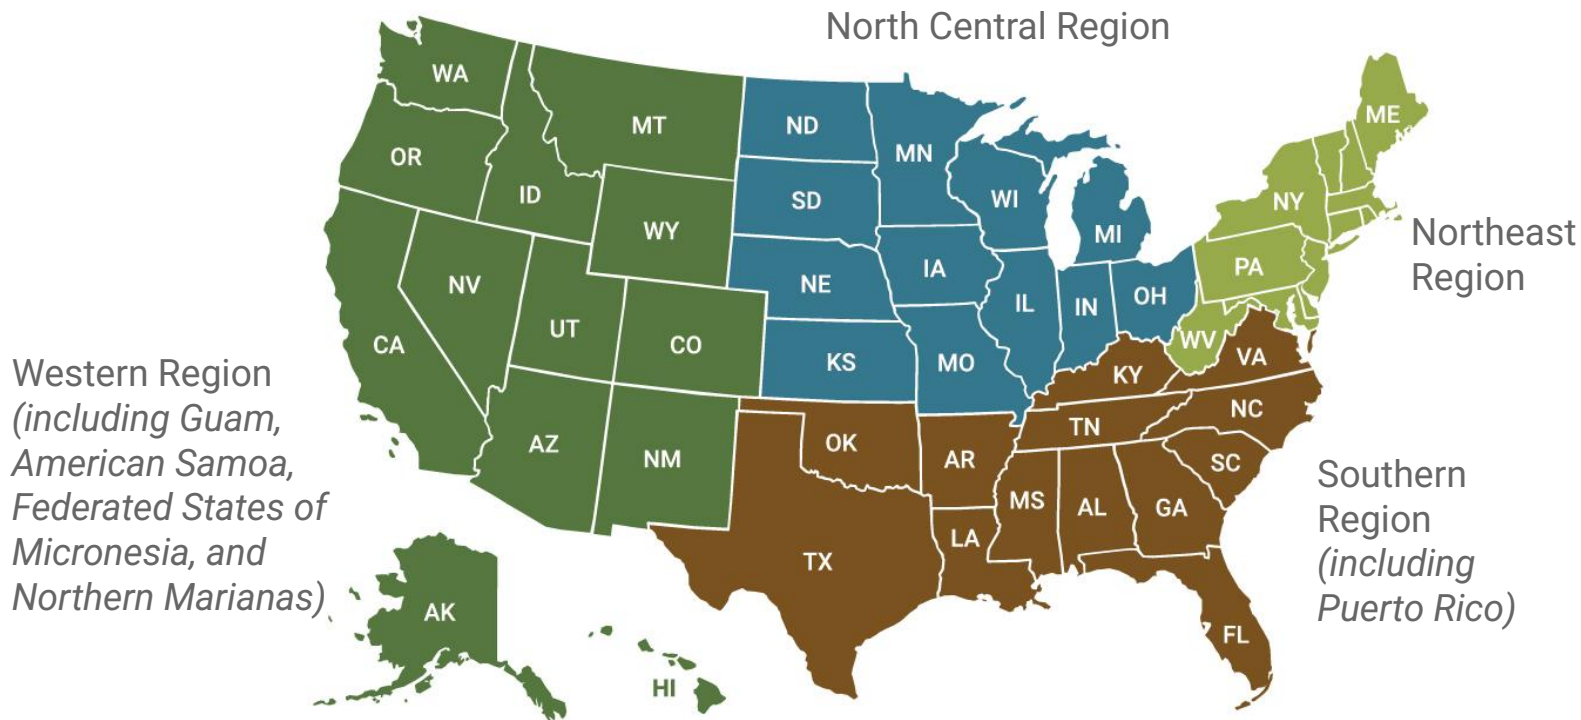 North Central Region
WA
MT
ND
MN
ME
OR
ID
SD
WI
NY
WY
MI
Northeast
Region
NV
NE
IA
PA
UT
CO
IL
IN
OH
CA
KS
MO
WV
VA
KY
Western Region
(including Guam,
American Samoa,
Federated States of
Micronesia, and
Northern Marianas)
AZ
NM
OK
AR
TN
NC
SC
MS
AL
GA
LA
TX
FL
Southern
Region
(including
Puerto Rico)
AK
HI